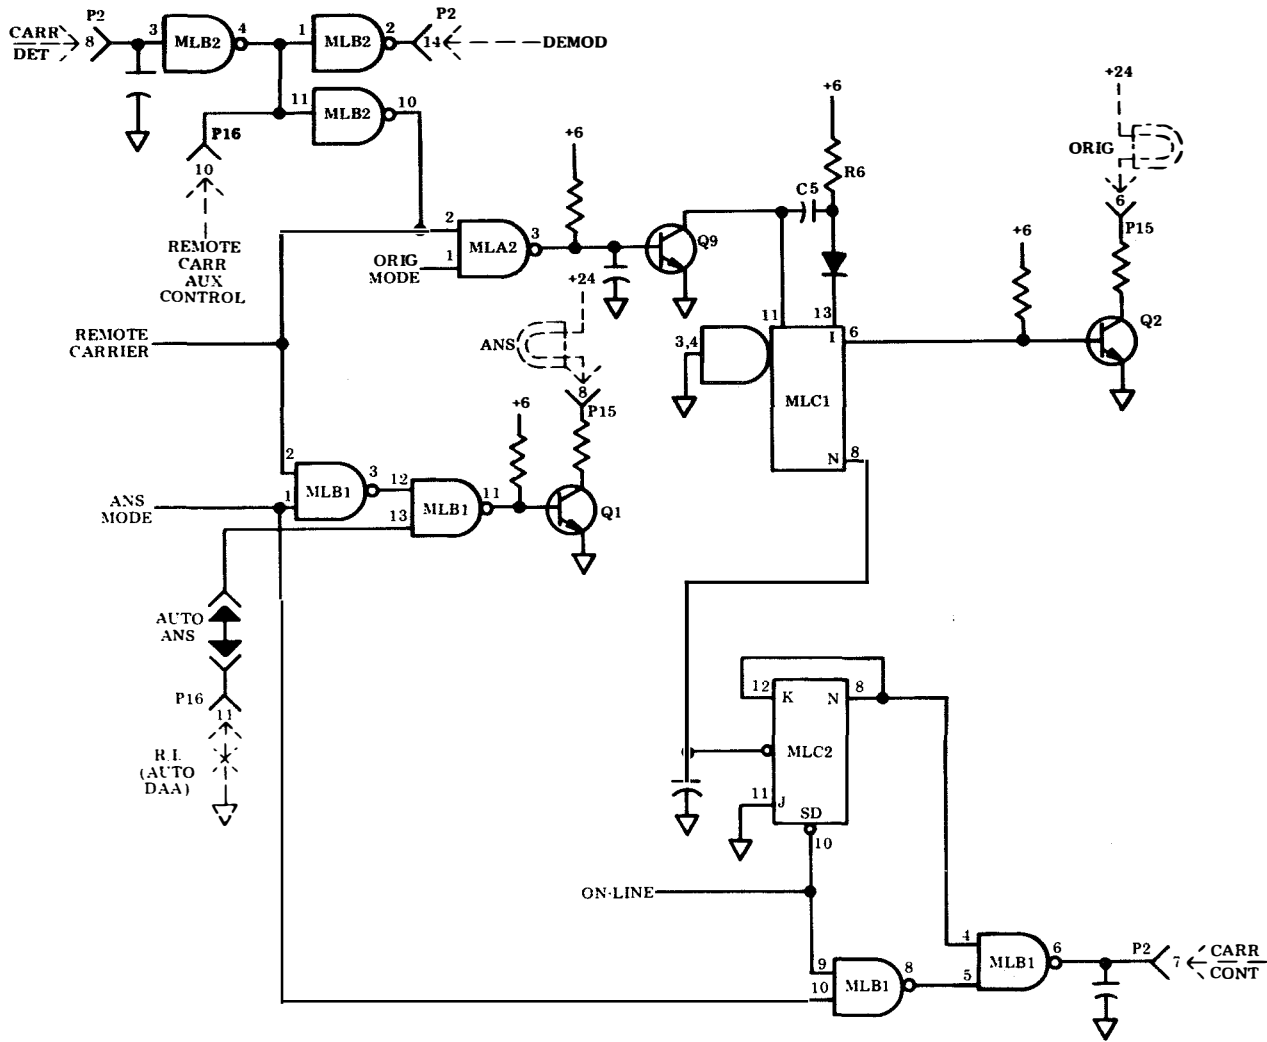 CARR P2 3 4 1 2 P2
DET 8 MLB2 MLB2 14 DEMOD
11 10 MLB2
P16
10
REMOTE
CARR
AUX
CONTROL
+6
2 3
MLA2
ORIG 1
MODE
Q9
+6
R6
C5
+24
ORIG
6
P15
+6
Q2
REMOTE
CARRIER
+24
ANS
8
P15
3,4
11 13
I 6
MLC1
N 8
+6
2 3 12
MLB1
11
MLB1
ANS 1
MODE
13
Q1
AUTO
ANS
P16
11
R.I.
(AUTO
DAA)
12 K N 8
MLC2
11 J
SD
10
ON-LINE
4 6 P2 CARR
MLB1 7
CONT
5
9 8
10 MLB1